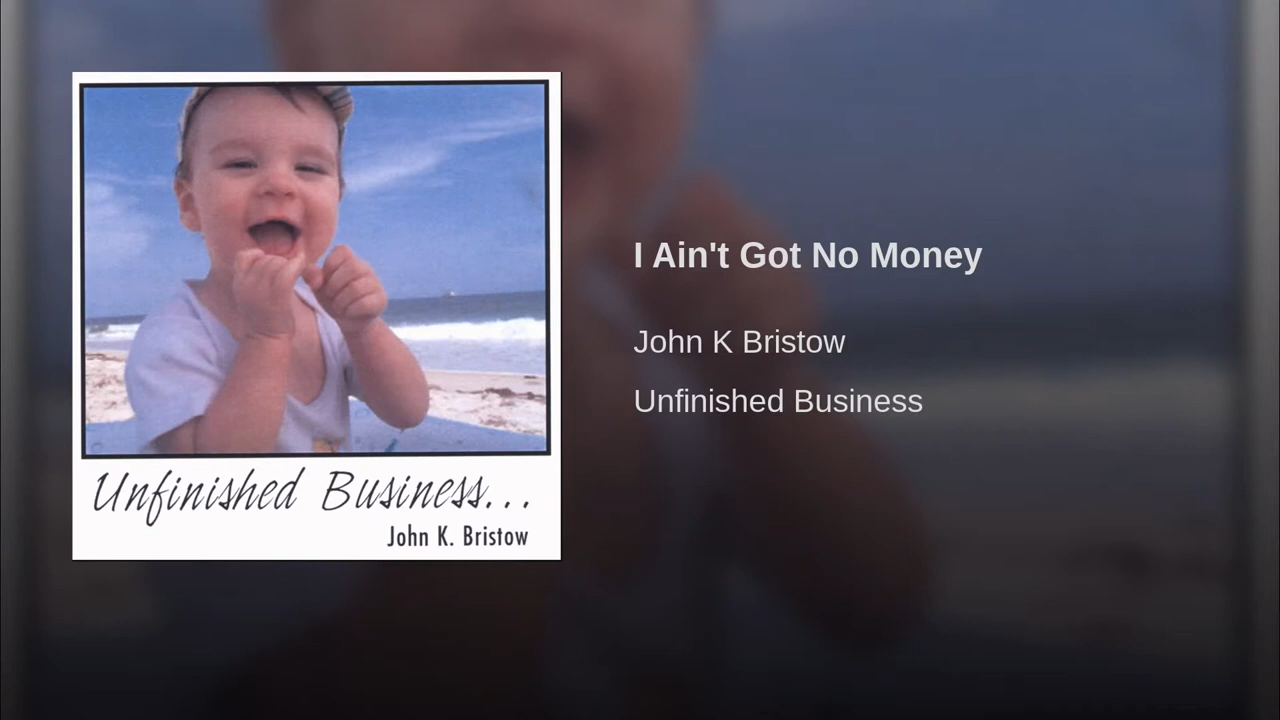 Unfinished Business...
John K. Bristow
I Ain't Got No Money
John K Bristow
Unfinished Business